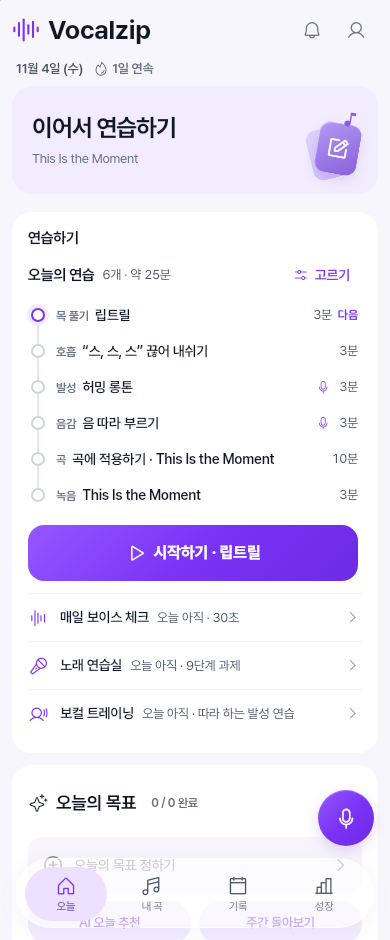 Vocalzip
11월 4일 (수) 1일 연속
이어서 연습하기
This Is the Moment
연습하기
오늘의 연습 6개 · 약 25분 고르기
목 풀기 립트릴 3분 다음
호흡 “스, 스, 스” 끊어 내쉬기 3분
발성 허밍 롱톤 3분
음감 음 따라 부르기 3분
곡 곡에 적용하기 · This Is the Moment 10분
녹음 This Is the Moment 3분
시작하기 · 립트릴
매일 보이스 체크 오늘 아직 · 30초
노래 연습실 오늘 아직 · 9단계 과제
보컬 트레이닝 오늘 아직 · 따라 하는 발성 연습
오늘의 목표 0 / 0 완료
오늘의 목표 정하기
오늘 내 곡 기록 성장
AI 오늘 추천 주간 돌아보기